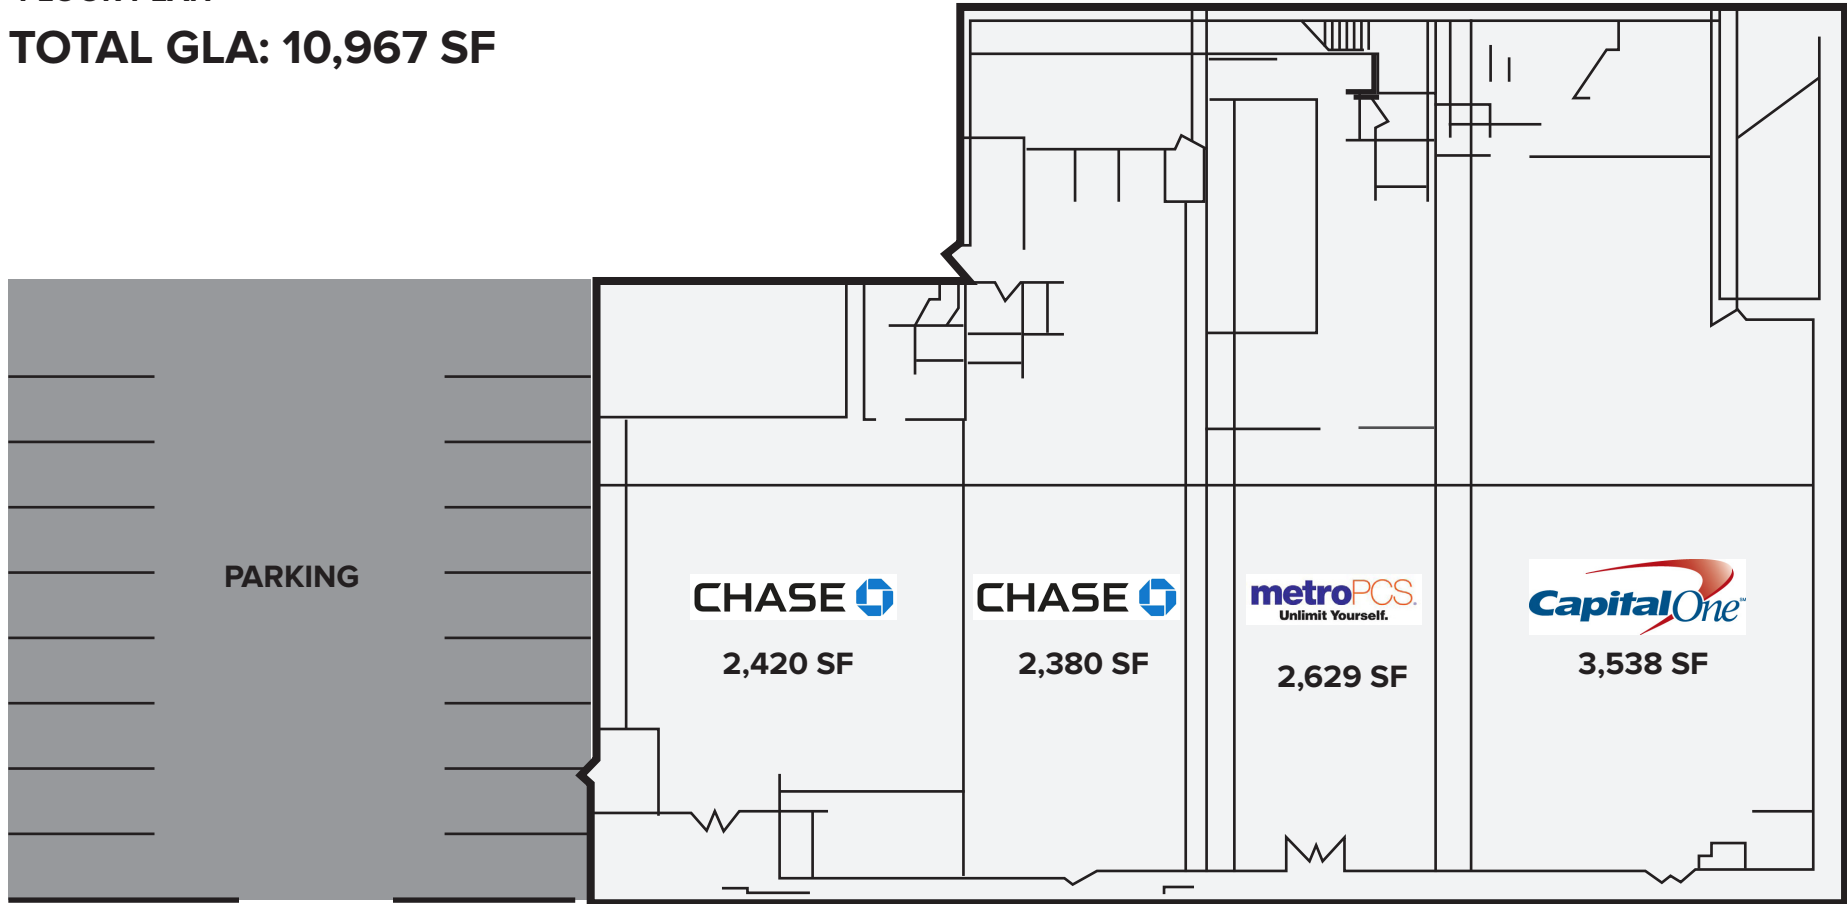 TOTAL GLA: 10,967 SF
PARKING
CHASE
2,420 SF
CHASE
2,380 SF
metroPCS.
Unlimit Yourself.
2,629 SF
CapitalOne
3,538 SF